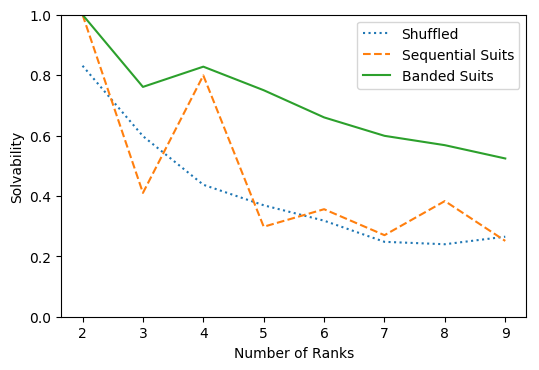 Shuffled
Sequential Suits
Banded Suits
Solvability
1.0
0.8
0.6
0.4
0.2
0.0
2 3 4 5 6 7 8 9
Number of Ranks